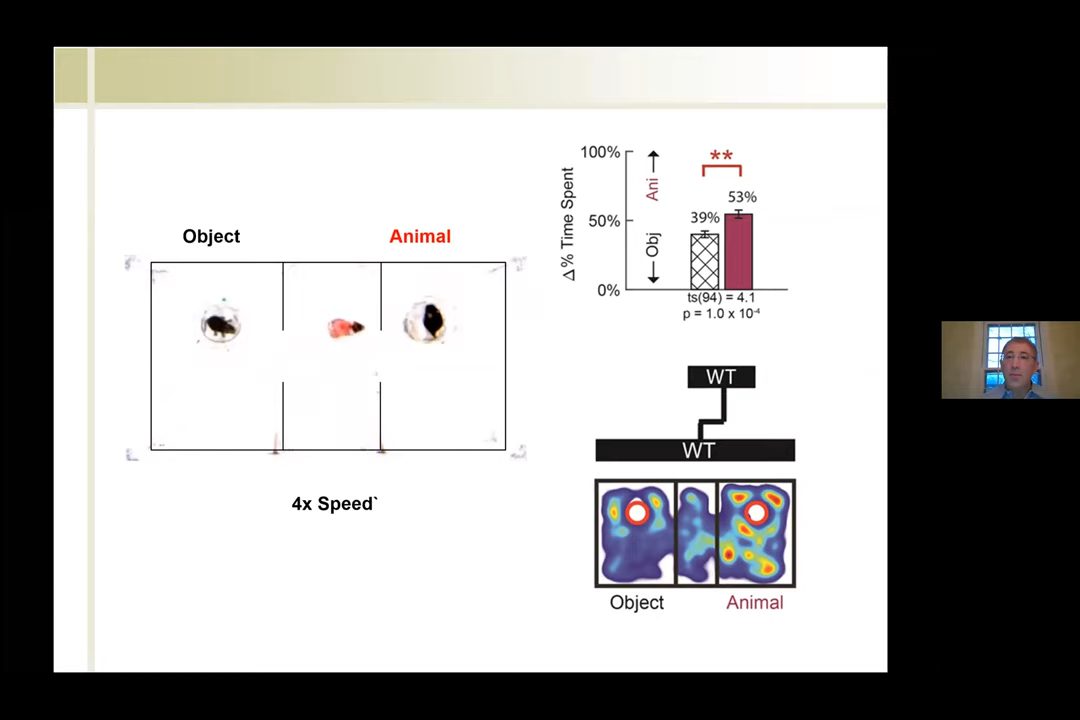 Object
Animal
4x Speed`
100%
50%
0%
Δ% Time Spent
Ani
Obj
**
39%
53%
ts(94) = 4.1
p = 1.0 x 10⁻⁴
WT
WT
Object
Animal